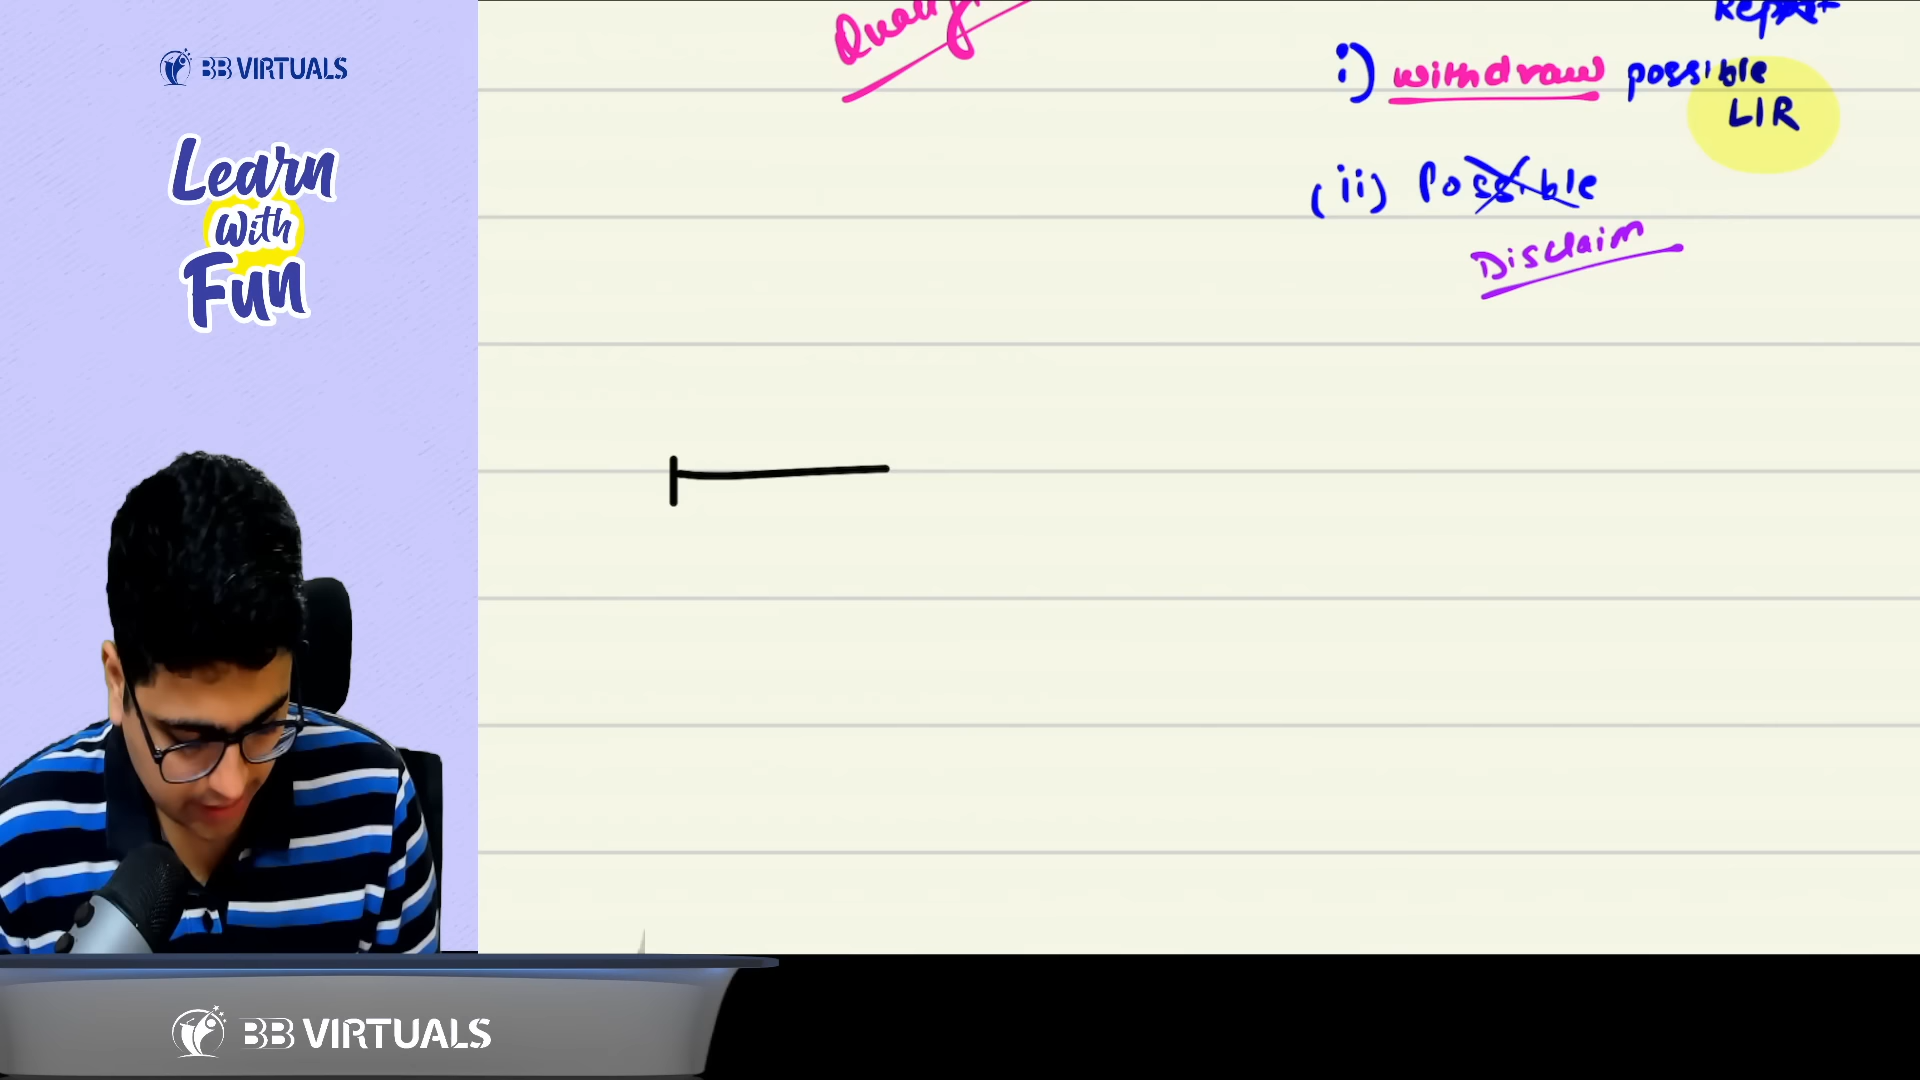 BB VIRTUALS
Learn
With
Fun
i) withdraw possible
LIR
(ii) Possible
Disclaim
BB VIRTUALS